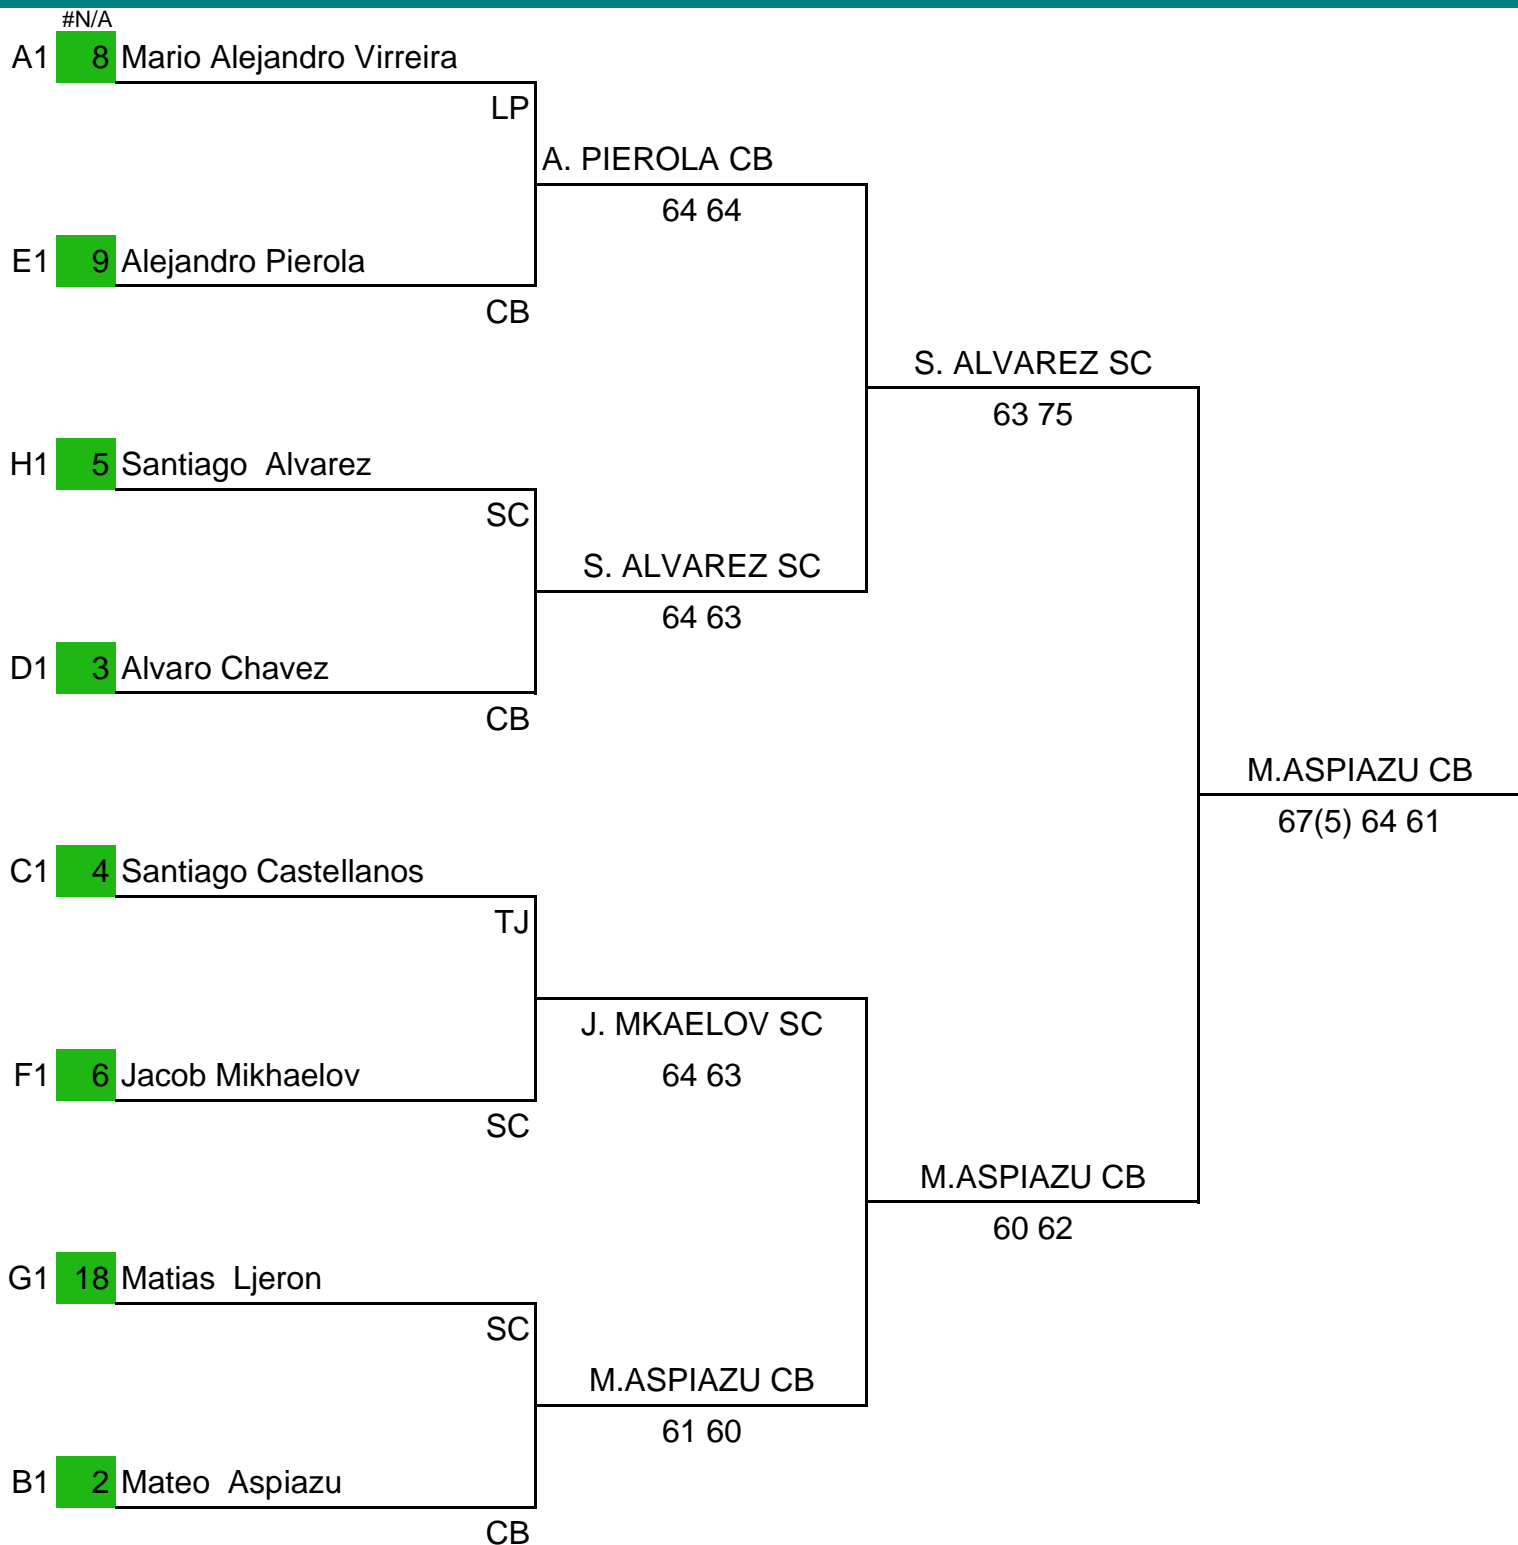 #N/A
A1 8 Mario Alejandro Virreira
LP
A. PIEROLA CB
64 64
E1 9 Alejandro Pierola
CB
S. ALVAREZ SC
63 75
H1 5 Santiago Alvarez
SC
S. ALVAREZ SC
64 63
D1 3 Alvaro Chavez
CB
M.ASPIAZU CB
67(5) 64 61
C1 4 Santiago Castellanos
TJ
J. MKAELOV SC
64 63
F1 6 Jacob Mikhaelov
SC
M.ASPIAZU CB
60 62
G1 18 Matias Ljeron
SC
M.ASPIAZU CB
61 60
B1 2 Mateo Aspiazu
CB